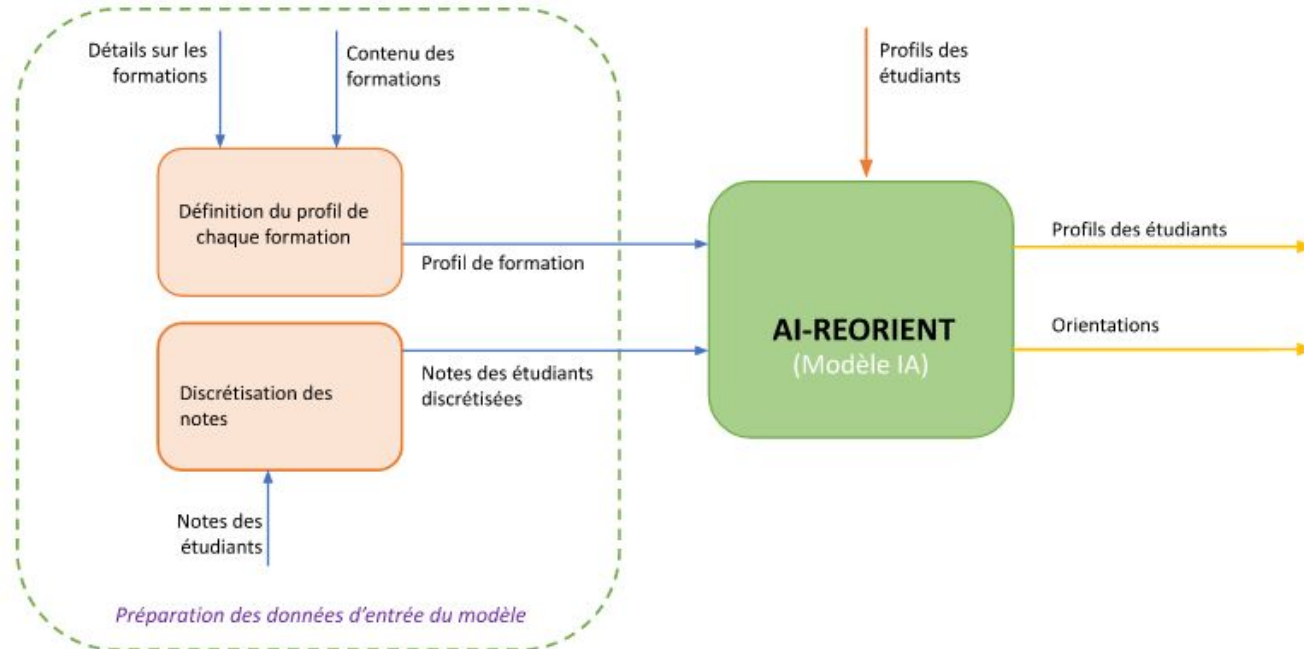 Détails sur les
formations
Contenu des
formations
Profils des
étudiants
Définition du profil de
chaque formation
Profil de formation
Profils des étudiants
AI-REORIENT
(Modèle IA)
Orientations
Discrétisation des
notes
Notes des étudiants
discrétisées
Notes des
étudiants
Préparation des données d’entrée du modèle